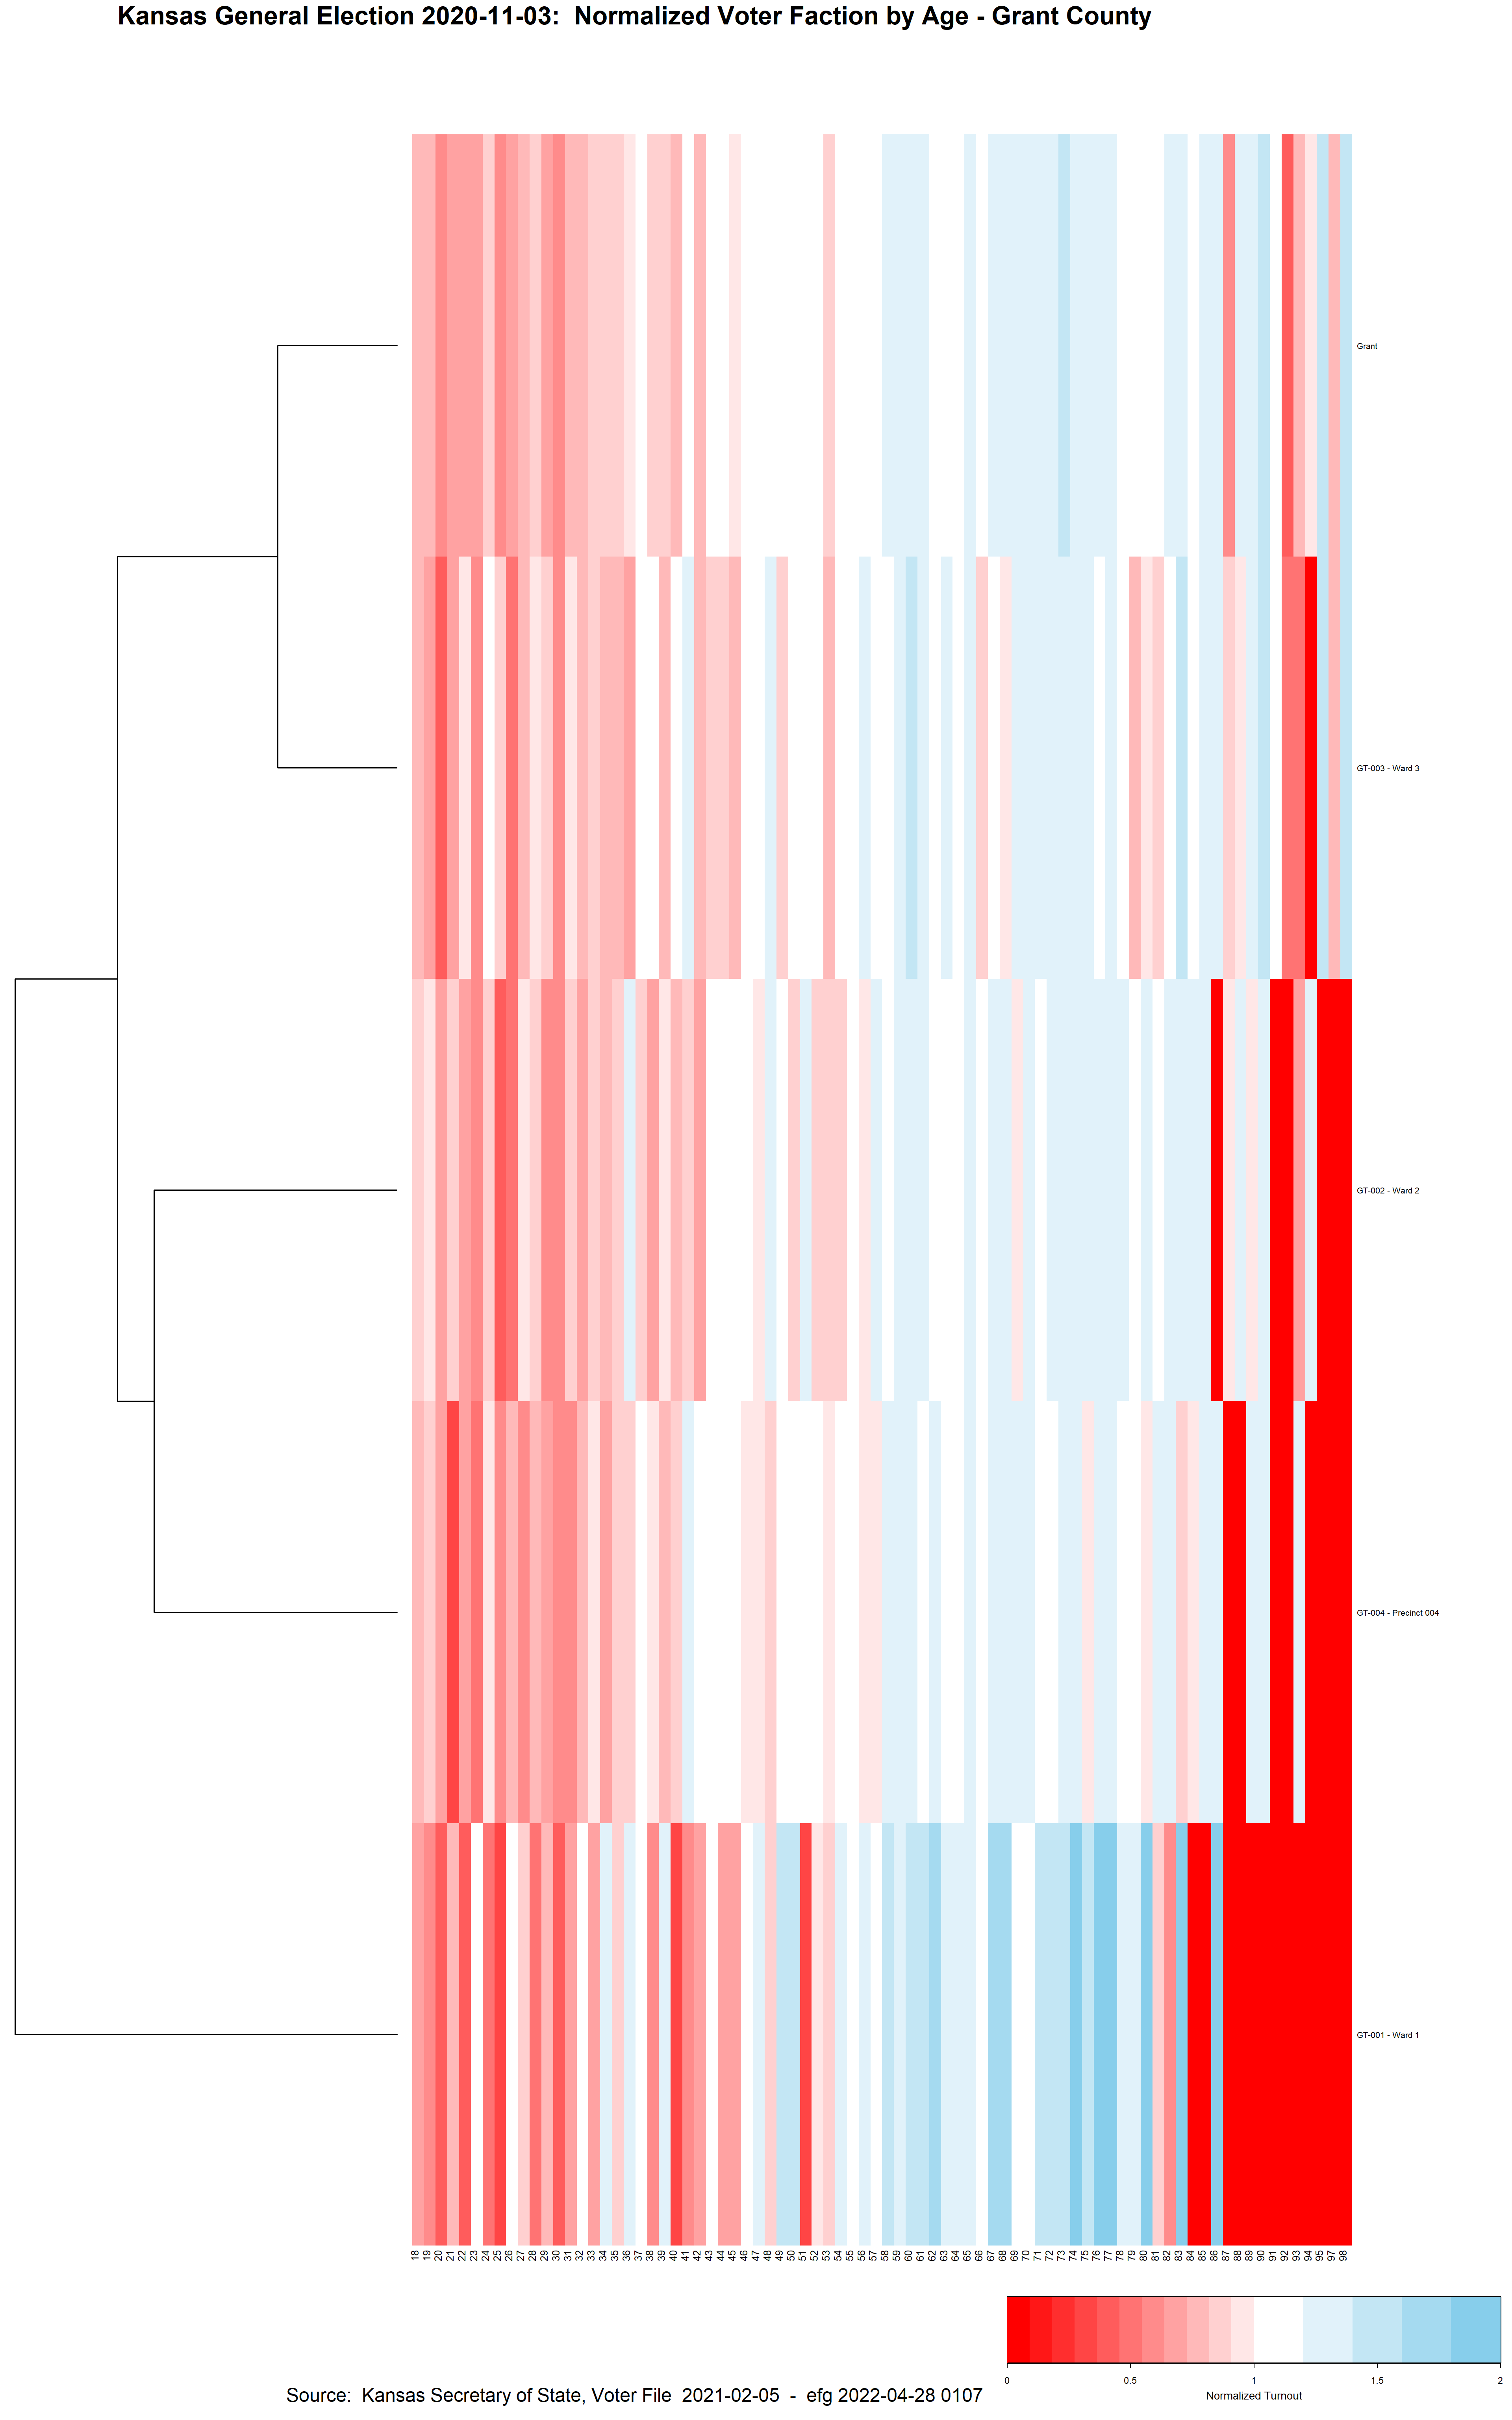 Kansas General Election 2020-11-03:  Normalized Voter Faction by Age - Grant County
Grant
GT-003 - Ward 3
GT-002 - Ward 2
GT-004 - Precinct 004
GT-001 - Ward 1
18 19 20 21 22 23 24 25 26 27 28 29 30 31 32 33 34 35 36 37 38 39 40 41 42 43 44 45 46 47 48 49 50 51 52 53 54 55 56 57 58 59 60 61 62 63 64 65 66 67 68 69 70 71 72 73 74 75 76 77 78 79 80 81 82 83 84 85 86 87 88 89 90 91 92 93 94 95 97 98
0 0.5 1 1.5 2
Normalized Turnout
Source:  Kansas Secretary of State, Voter File  2021-02-05  -  efg 2022-04-28 0107